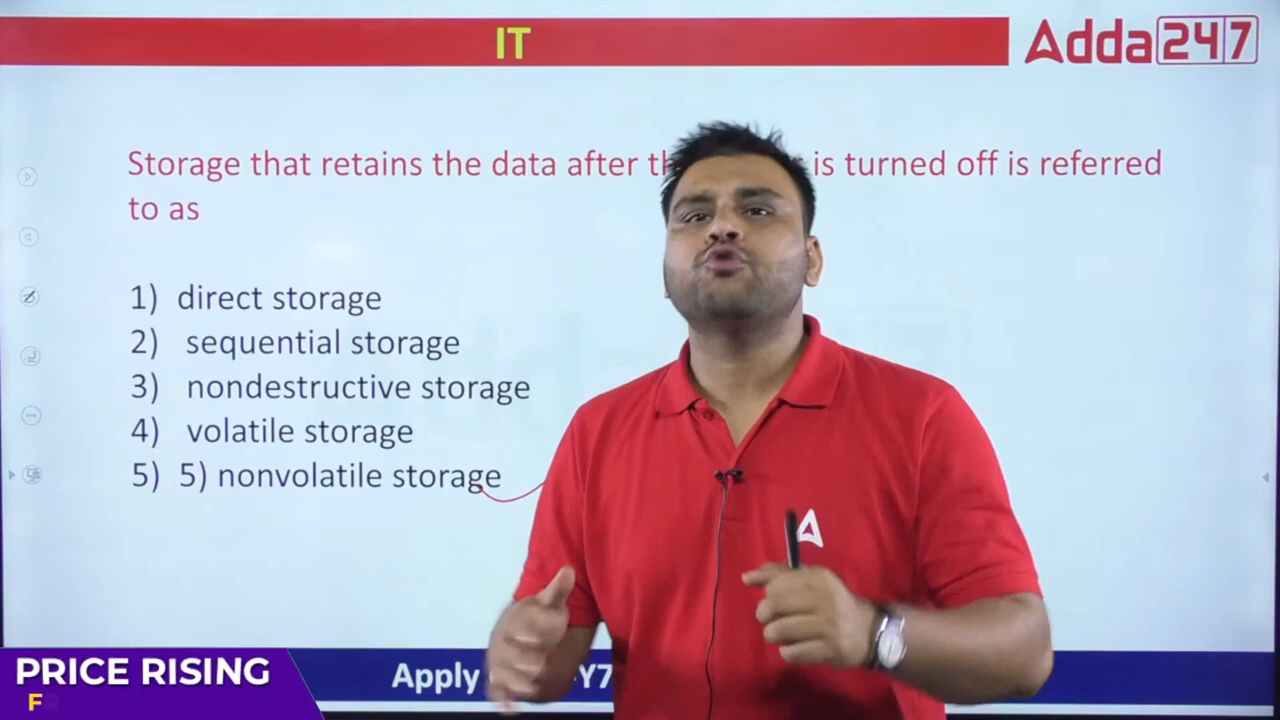 IT
Adda247
Storage that retains the data after is turned off is referred
to as
1) direct storage
2) sequential storage
3) nondestructive storage
4) volatile storage
5) 5) nonvolatile storage
PRICE RISING
F
Apply Y7